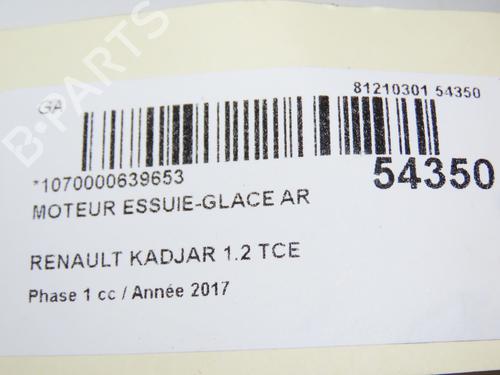 GA
81210301 54350
*1070000639653
54350
MOTEUR ESSUIE-GLACE AR
RENAULT KADJAR 1.2 TCE
Phase 1 cc / Année 2017
B-PARTS